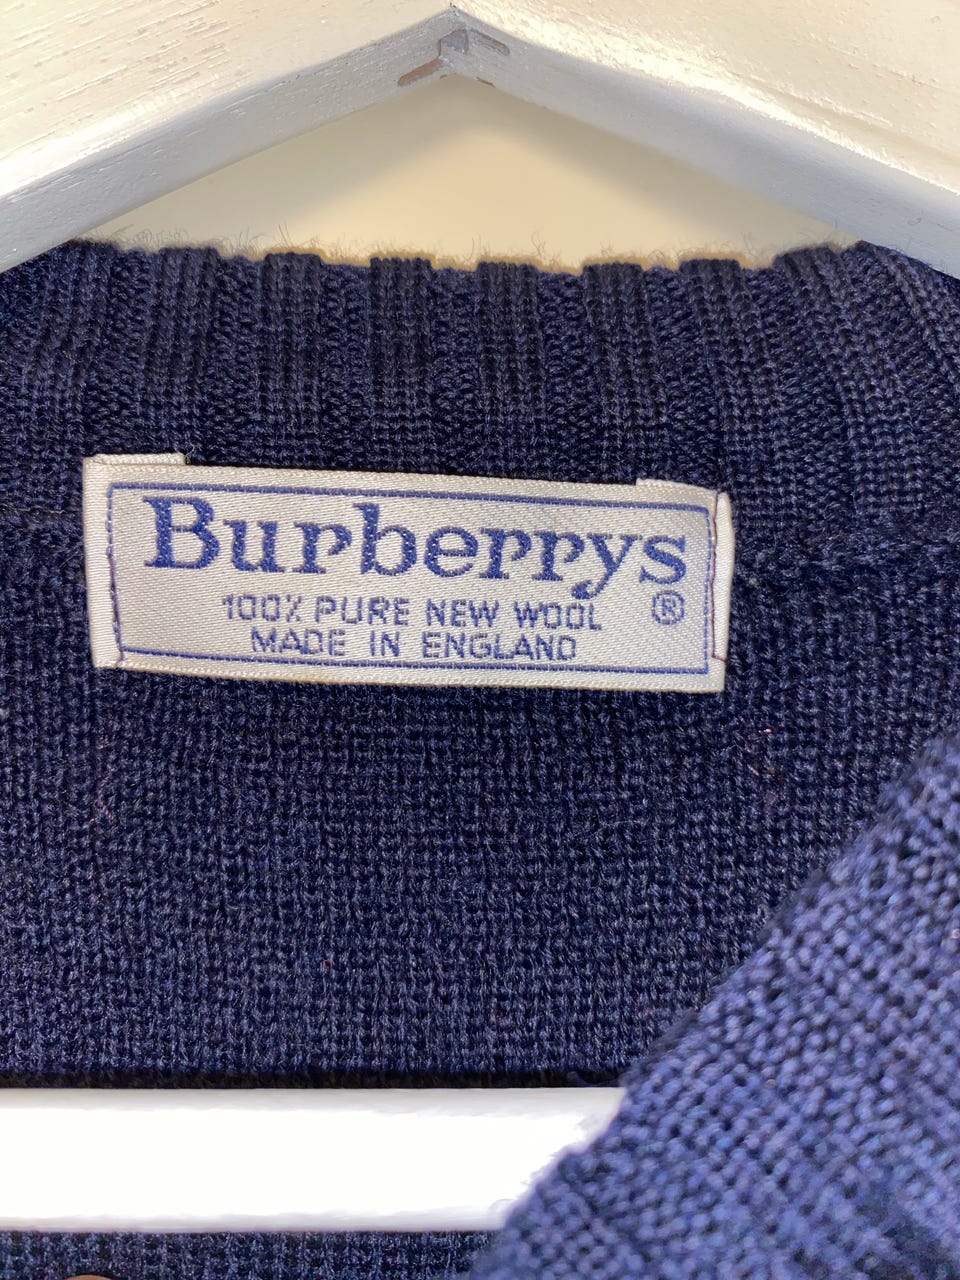 Burberrys
100% PURE NEW WOOL ®
MADE IN ENGLAND